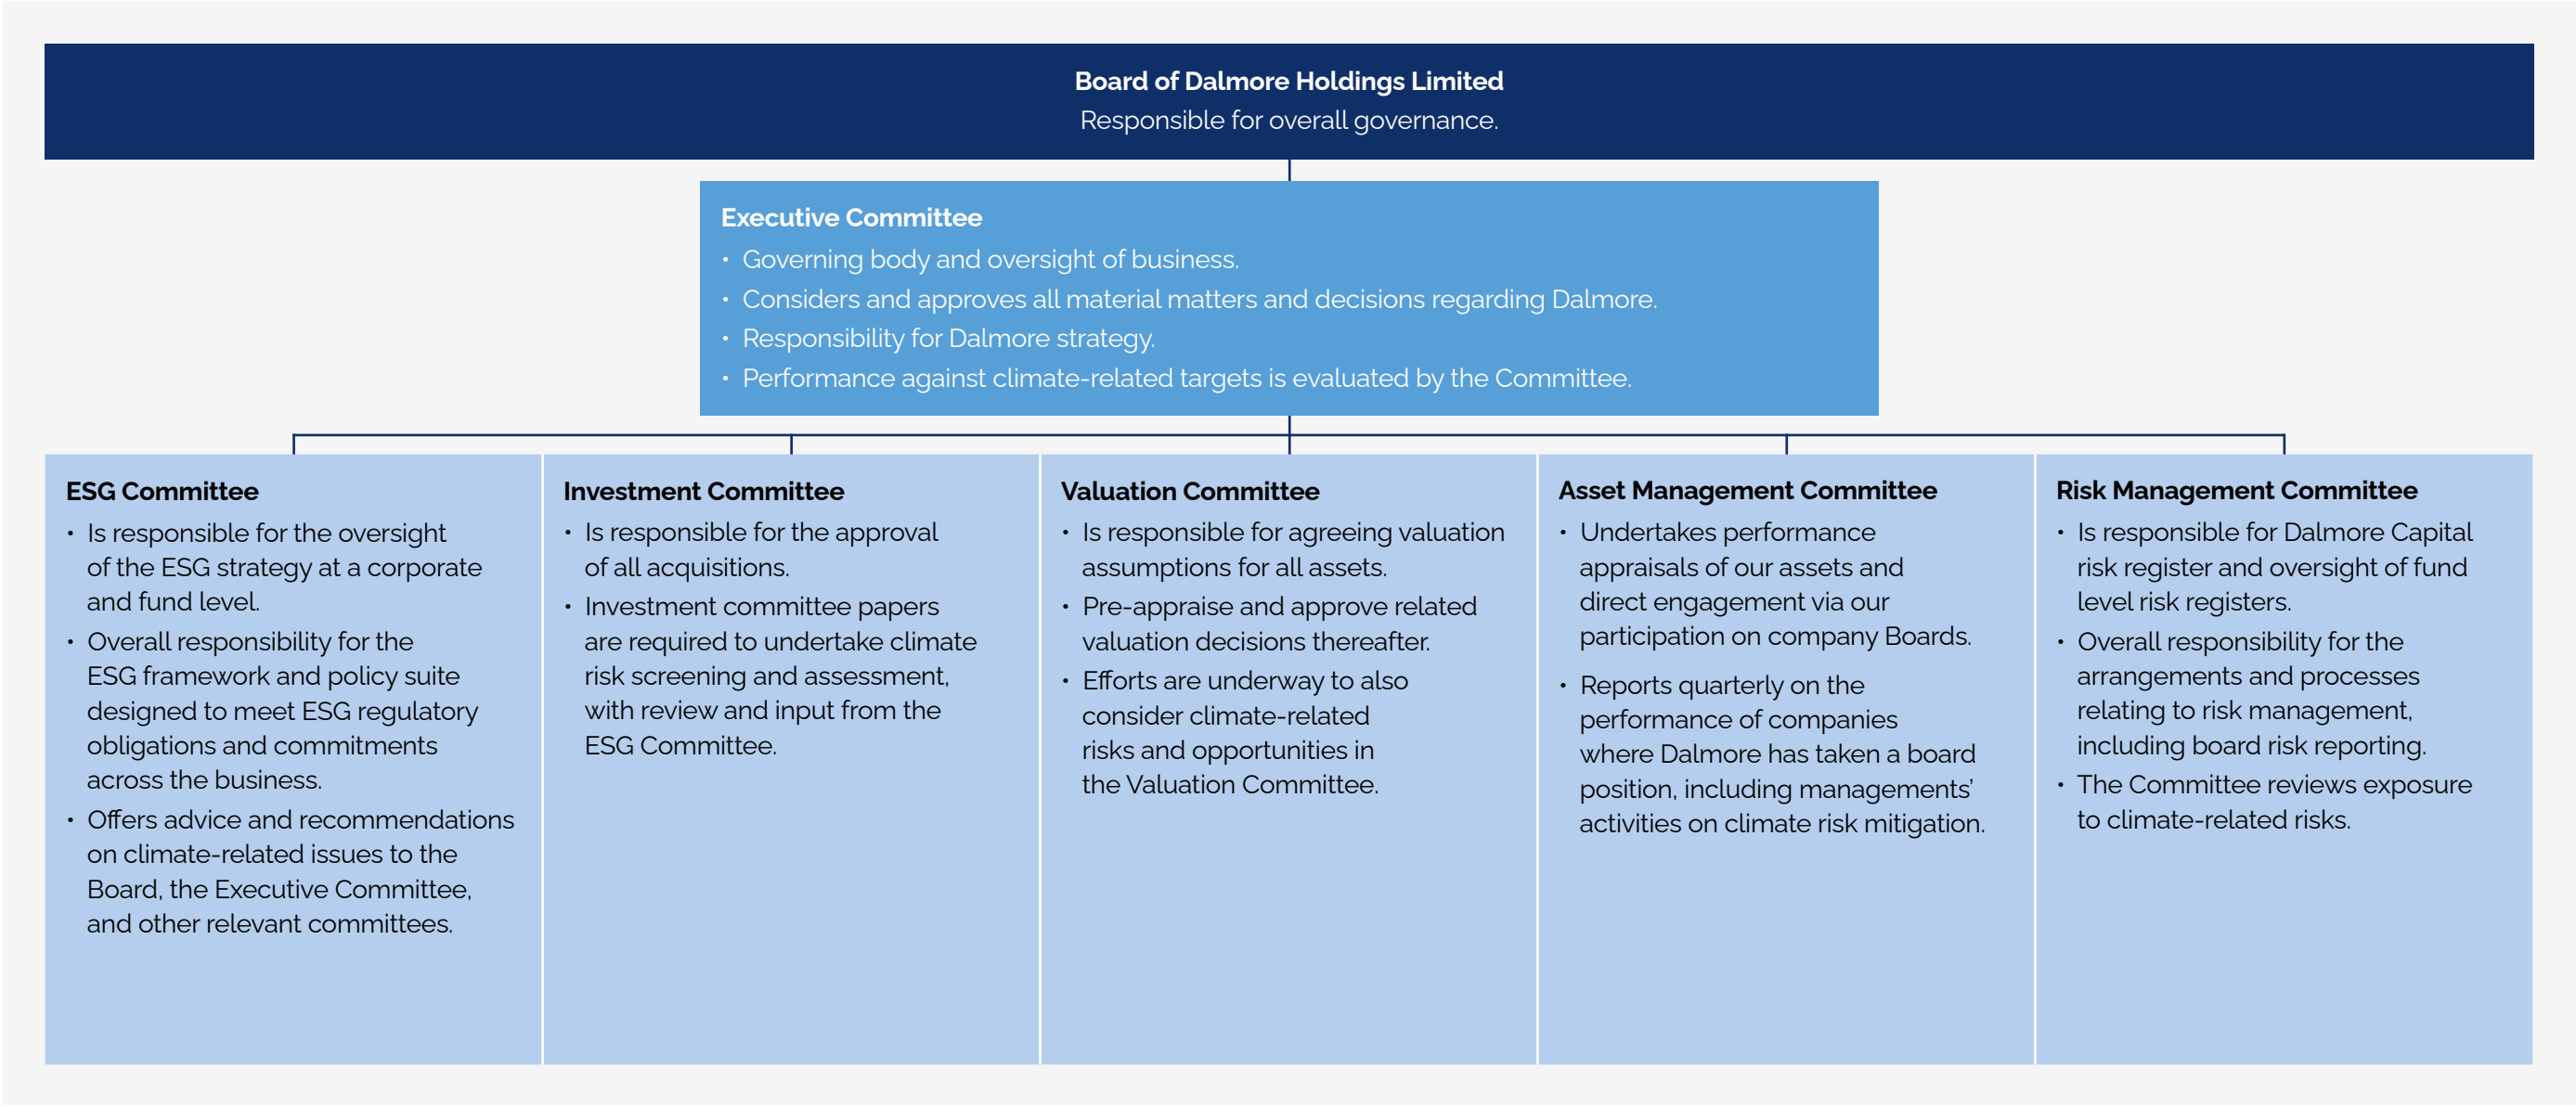 Board of Dalmore Holdings Limited
Responsible for overall governance.
Executive Committee
• Governing body and oversight of business.
• Considers and approves all material matters and decisions regarding Dalmore.
• Responsibility for Dalmore strategy.
• Performance against climate-related targets is evaluated by the Committee.
ESG Committee
• Is responsible for the oversight
of the ESG strategy at a corporate
and fund level.
• Overall responsibility for the
ESG framework and policy suite
designed to meet ESG regulatory
obligations and commitments
across the business.
• Offers advice and recommendations
on climate-related issues to the
Board, the Executive Committee,
and other relevant committees.
Investment Committee
• Is responsible for the approval
of all acquisitions.
• Investment committee papers
are required to undertake climate
risk screening and assessment,
with review and input from the
ESG Committee.
Valuation Committee
• Is responsible for agreeing valuation
assumptions for all assets.
• Pre-appraise and approve related
valuation decisions thereafter.
• Efforts are underway to also
consider climate-related
risks and opportunities in
the Valuation Committee.
Asset Management Committee
• Undertakes performance
appraisals of our assets and
direct engagement via our
participation on company Boards.
• Reports quarterly on the
performance of companies
where Dalmore has taken a board
position, including managements’
activities on climate risk mitigation.
Risk Management Committee
• Is responsible for Dalmore Capital
risk register and oversight of fund
level risk registers.
• Overall responsibility for the
arrangements and processes
relating to risk management,
including board risk reporting.
• The Committee reviews exposure
to climate-related risks.